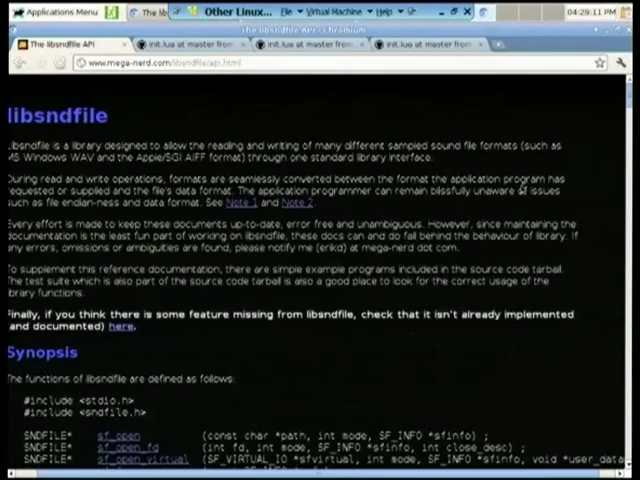 Applications Menu The lib Other Linux... File Virtual Machine Help 04:29:11 PM
The libsndfile API - Chromium
The libsndfile API init.lua at master from init.lua at master from init.lua at master from
www.mega-nerd.com/libsndfile/api.html
libsndfile
Libsndfile is a library designed to allow the reading and writing of many different sampled sound file formats (such as
MS Windows WAV and the Apple/SGI AIFF format) through one standard library interface.
During read and write operations, formats are seamlessly converted between the format the application program has
requested or supplied and the file's data format. The application programmer can remain blissfully unaware of issues
such as file endian-ness and data format. See Note 1 and Note 2.
Every effort is made to keep these documents up-to-date, error free and unambiguous. However, since maintaining the
documentation is the least fun part of working on libsndfile, these docs can and do fall behind the behaviour of library. If
any errors, omissions or ambiguities are found, please notify me (erikd) at mega-nerd dot com.
To supplement this reference documentation, there are simple example programs included in the source code tarball.
The test suite which is also part of the source code tarball is also a good place to look for the correct usage of the
library functions.
Finally, if you think there is some feature missing from libsndfile, check that it isn't already implemented
(and documented) here.
Synopsis
The functions of libsndfile are defined as follows:
#include <stdio.h>
#include <sndfile.h>
SNDFILE* sf_open (const char *path, int mode, SF_INFO *sfinfo) ;
SNDFILE* sf_open_fd (int fd, int mode, SF_INFO *sfinfo, int close_desc) ;
SNDFILE* sf_open_virtual (SF_VIRTUAL_IO *sfvirtual, int mode, SF_INFO *sfinfo, void *user_data